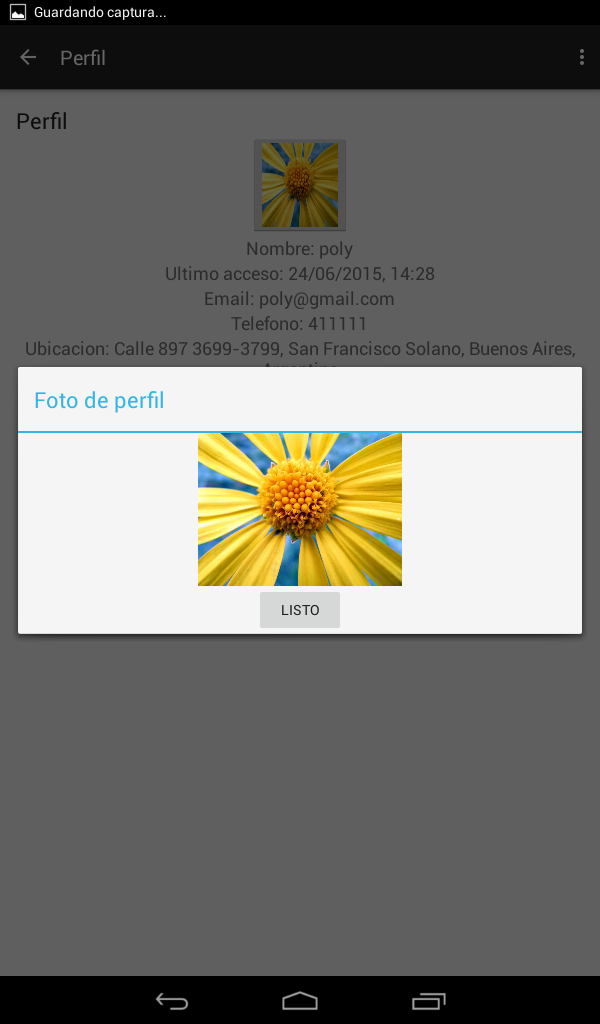 Guardando captura...
Perfil
Perfil
Nombre: poly
Ultimo acceso: 24/06/2015, 14:28
Email: poly@gmail.com
Telefono: 411111
Ubicacion: Calle 897 3699-3799, San Francisco Solano, Buenos Aires,
Foto de perfil
LISTO